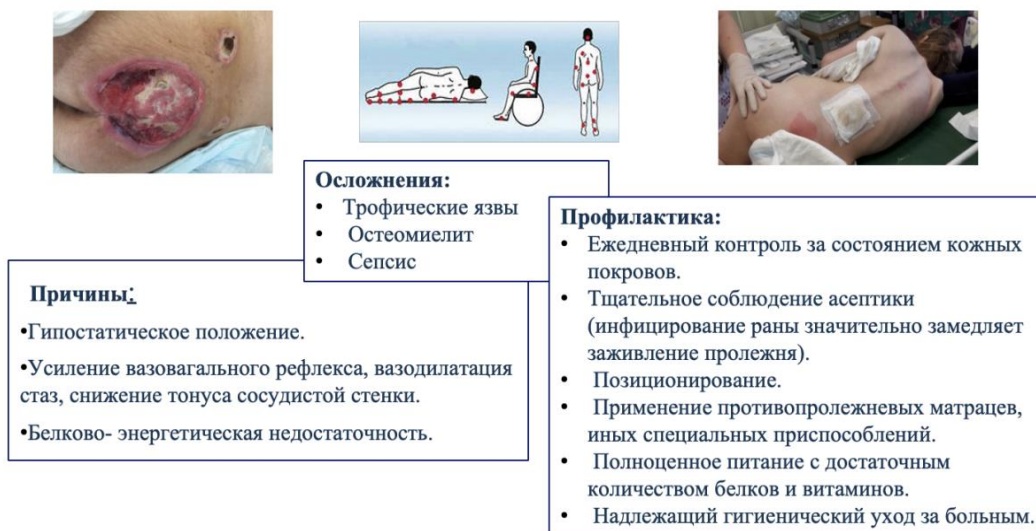 Осложнения:
• Трофические язвы
• Остеомиелит
• Сепсис
Причины:
•Гипостатическое положение.
•Усиление вазовагального рефлекса, вазодилатация
стаз, снижение тонуса сосудистой стенки.
•Белково- энергетическая недостаточность.
Профилактика:
• Ежедневный контроль за состоянием кожных
покровов.
• Тщательное соблюдение асептики
(инфицирование раны значительно замедляет
заживление пролежня).
• Позиционирование.
• Применение противопролежневых матрацев,
иных специальных приспособлений.
• Полноценное питание с достаточным
количеством белков и витаминов.
• Надлежащий гигиенический уход за больным.